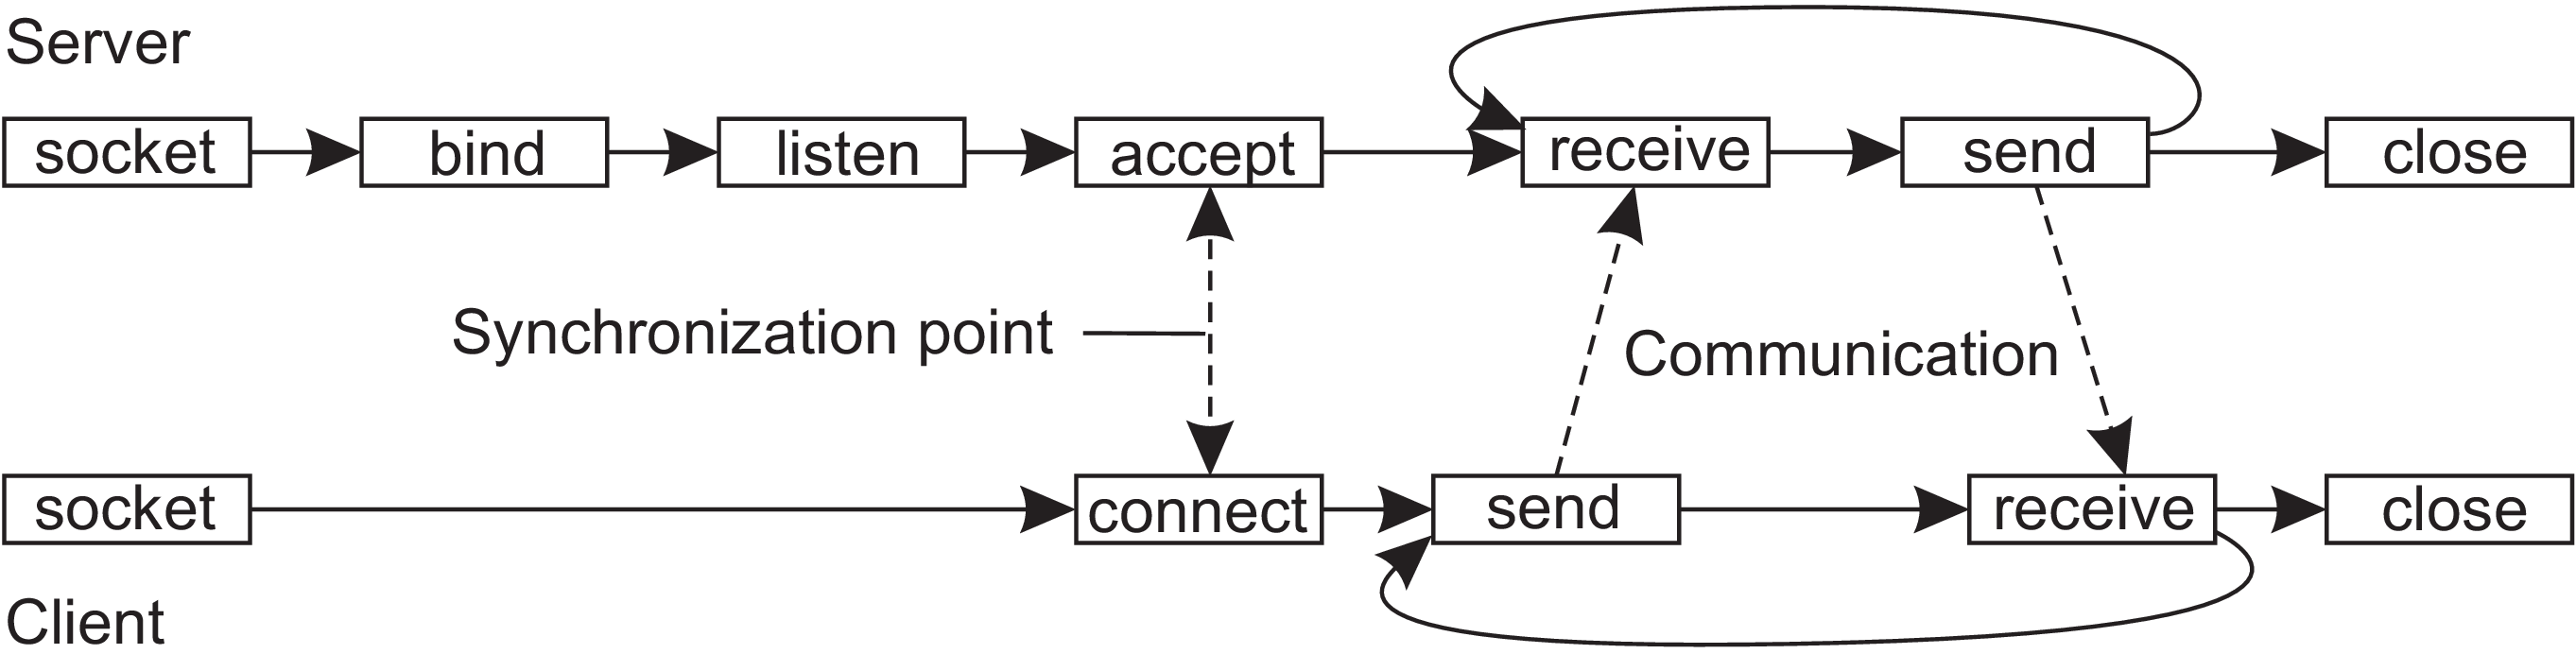 Server
socket bind listen accept receive send close
Synchronization point
Communication
socket connect send receive close
Client